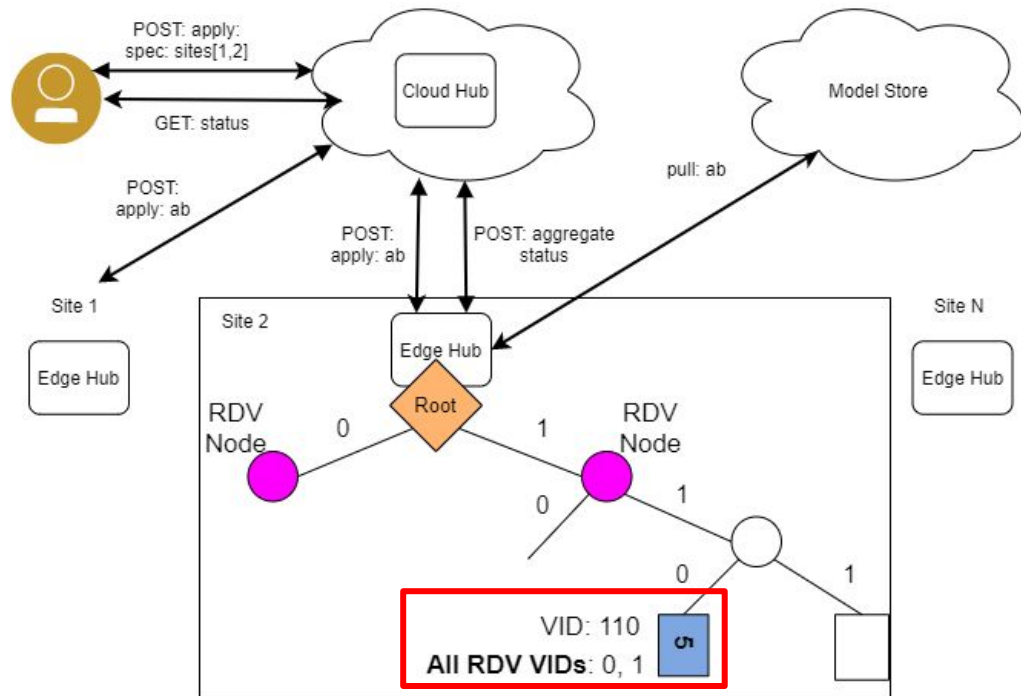 POST: apply:
spec: sites[1,2]
GET: status
Cloud Hub
Model Store
pull: ab
POST:
apply: ab
POST:
apply: ab
POST: aggregate
status
Site 1
Edge Hub
Site 2
Edge Hub
Root
Site N
Edge Hub
RDV
Node
0
1
RDV
Node
0
1
0
1
VID: 110
5
All RDV VIDs: 0, 1